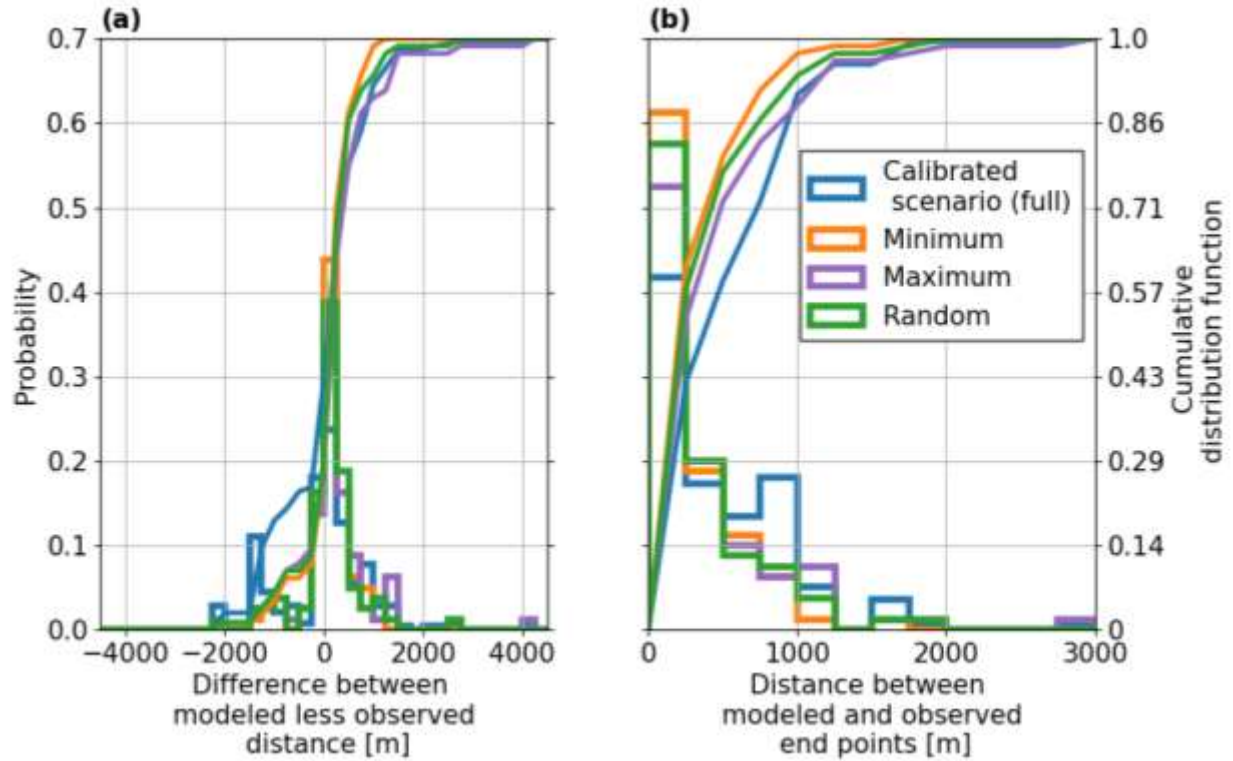 (a)
(b)
0.7
0.6
0.5
0.4
0.3
0.2
0.1
0.0
Probability
−4000 −2000 0 2000 4000
Difference between
modeled less observed
distance [m]
Calibrated
scenario (full)
Minimum
Maximum
Random
1.0
0.86
0.71
0.57
0.43
0.29
0.14
0
Cumulative
distribution function
0 1000 2000 3000
Distance between
modeled and observed
end points [m]